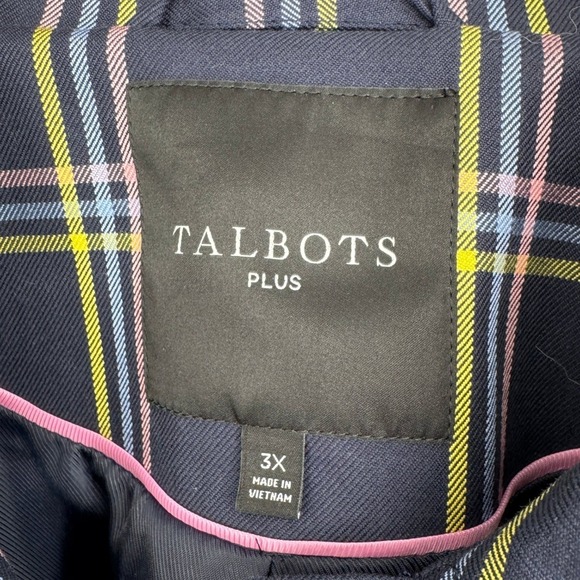 TALBOTS
PLUS
3X
MADE IN
VIETNAM